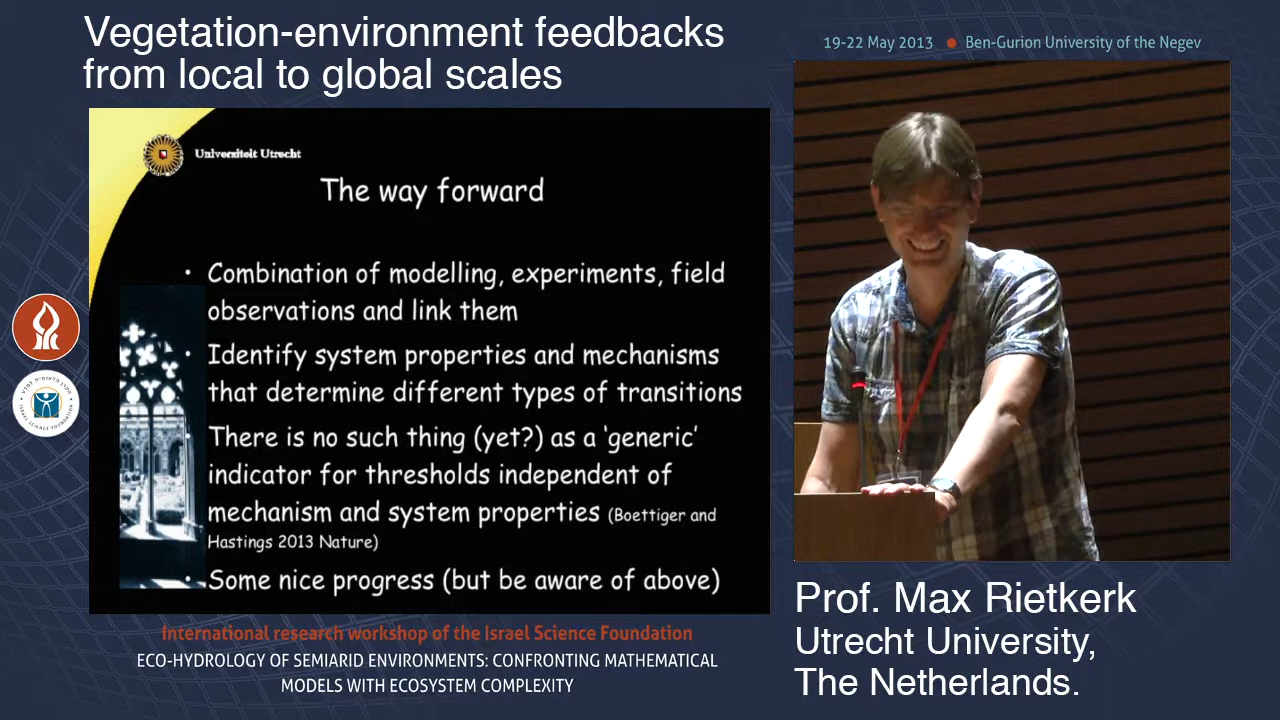 Vegetation-environment feedbacks
from local to global scales
19-22 May 2013 ● Ben-Gurion University of the Negev
Universiteit Utrecht
The way forward
• Combination of modelling, experiments, field
observations and link them
• Identify system properties and mechanisms
that determine different types of transitions
• There is no such thing (yet?) as a ‘generic’
indicator for thresholds independent of
mechanism and system properties (Boettiger and
Hastings 2013 Nature)
• Some nice progress (but be aware of above)
ISRAEL SCIENCE FOUNDATION
International research workshop of the Israel Science Foundation
ECO-HYDROLOGY OF SEMIARID ENVIRONMENTS: CONFRONTING MATHEMATICAL
MODELS WITH ECOSYSTEM COMPLEXITY
Prof. Max Rietkerk
Utrecht University,
The Netherlands.